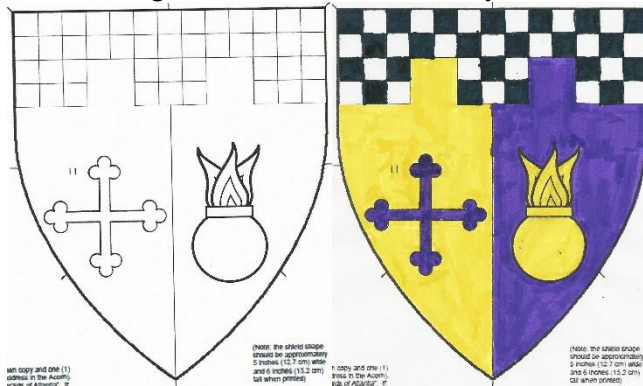 (Note: the shield shape
should be approximately
5 inches (12.7 cm) wide
and 6 inches (15.2 cm)
tall when printed)
wn copy and one (1)
ddress in the Acorn).
(Note: the shield shape
should be approximately
5 inches (12.7 cm) wide
and 6 inches (15.2 cm)
tall when printed)
n copy and one (1)
dress in the Acorn).